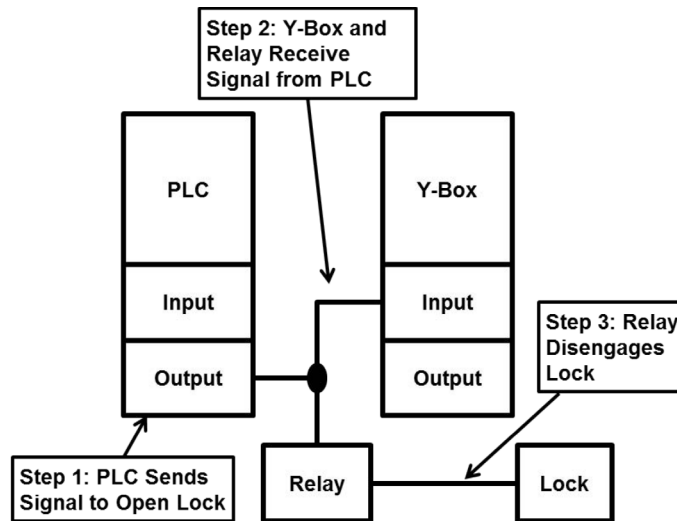 Step 2: Y-Box and
Relay Receive
Signal from PLC
PLC
Y-Box
Input
Input
Step 3: Relay
Disengages
Lock
Output
Output
Step 1: PLC Sends
Signal to Open Lock
Relay
Lock